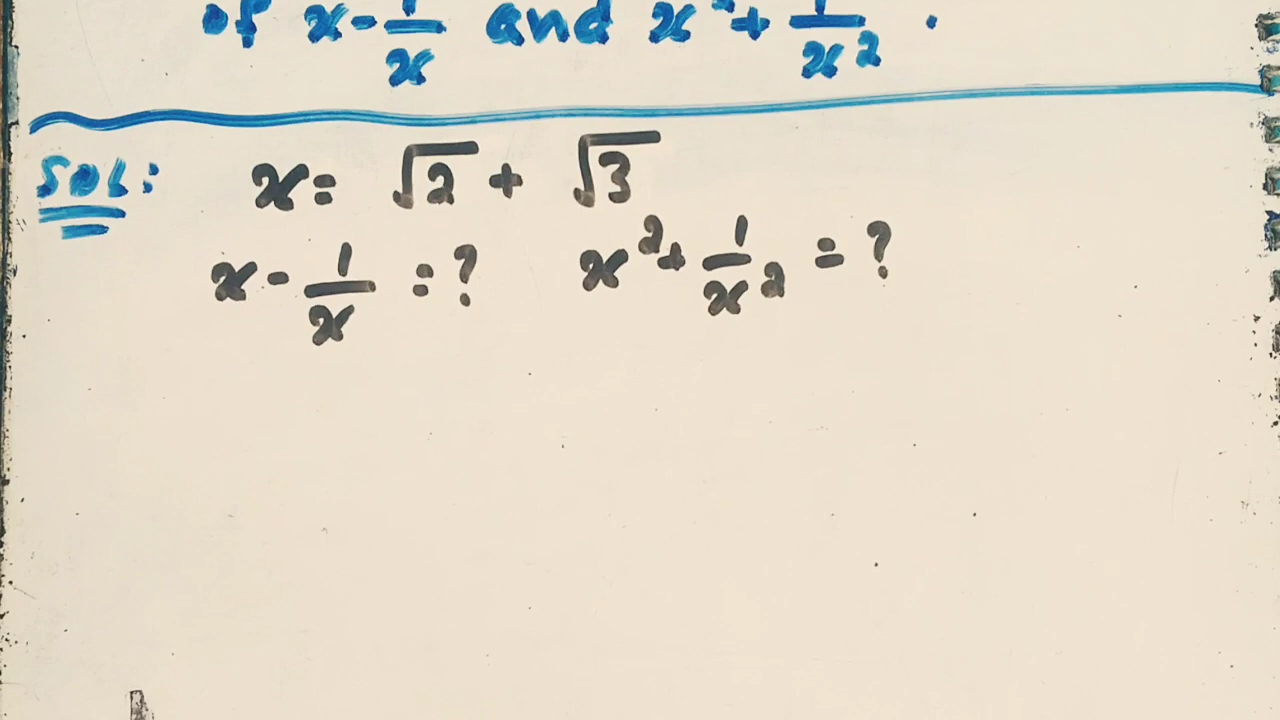 of x - 1/x and x² + 1/x² .
SOL: x = √2 + √3
x - 1/x = ? x² + 1/x² = ?